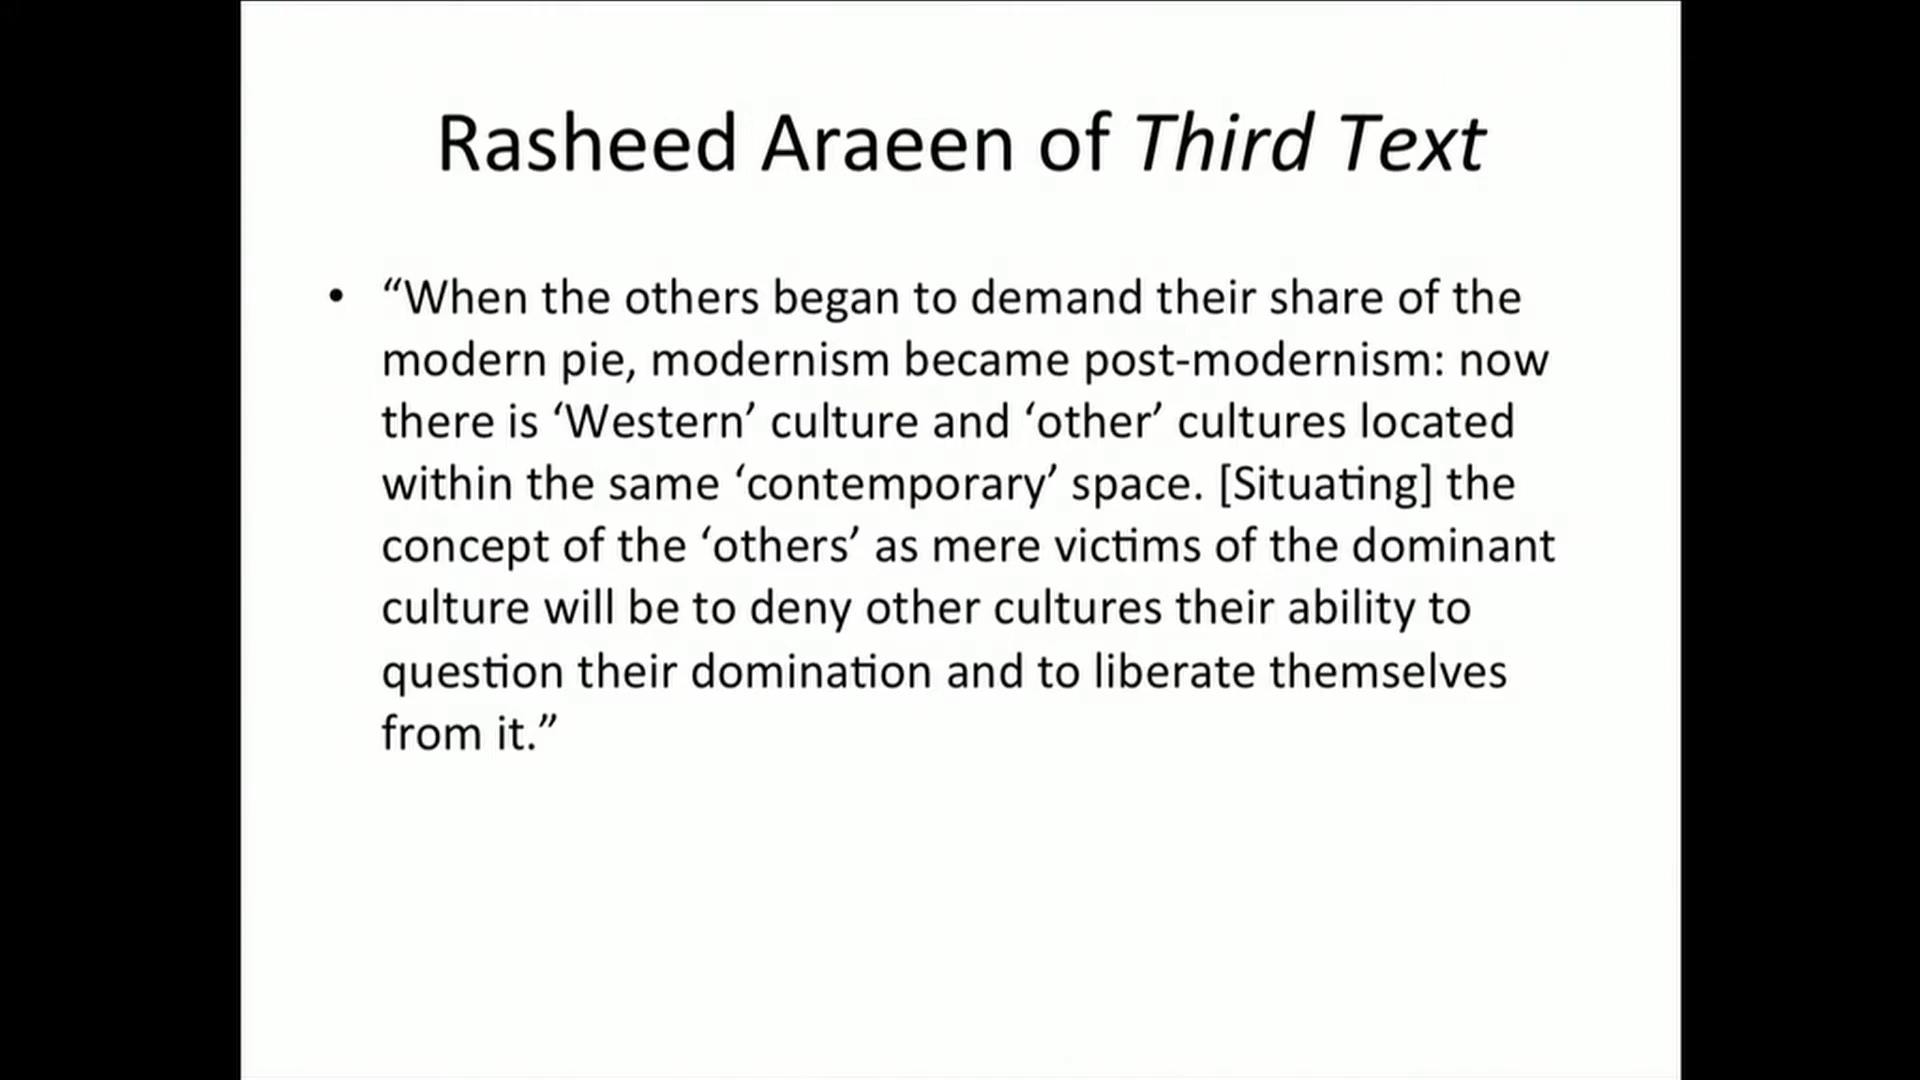 Rasheed Araeen of Third Text
• “When the others began to demand their share of the
modern pie, modernism became post-modernism: now
there is ‘Western’ culture and ‘other’ cultures located
within the same ‘contemporary’ space. [Situating] the
concept of the ‘others’ as mere victims of the dominant
culture will be to deny other cultures their ability to
question their domination and to liberate themselves
from it.”